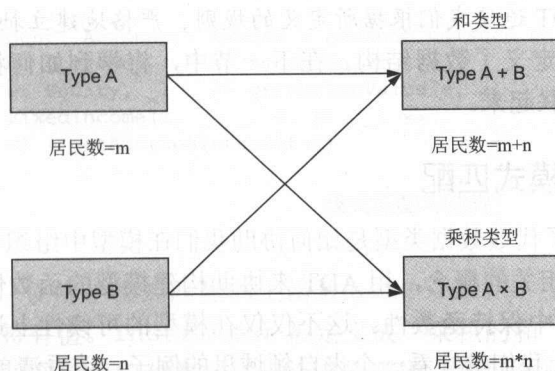 和类型
Type A
Type A + B
居民数=m
居民数=m+n
乘积类型
Type B
Type A × B
居民数=n
居民数=m*n